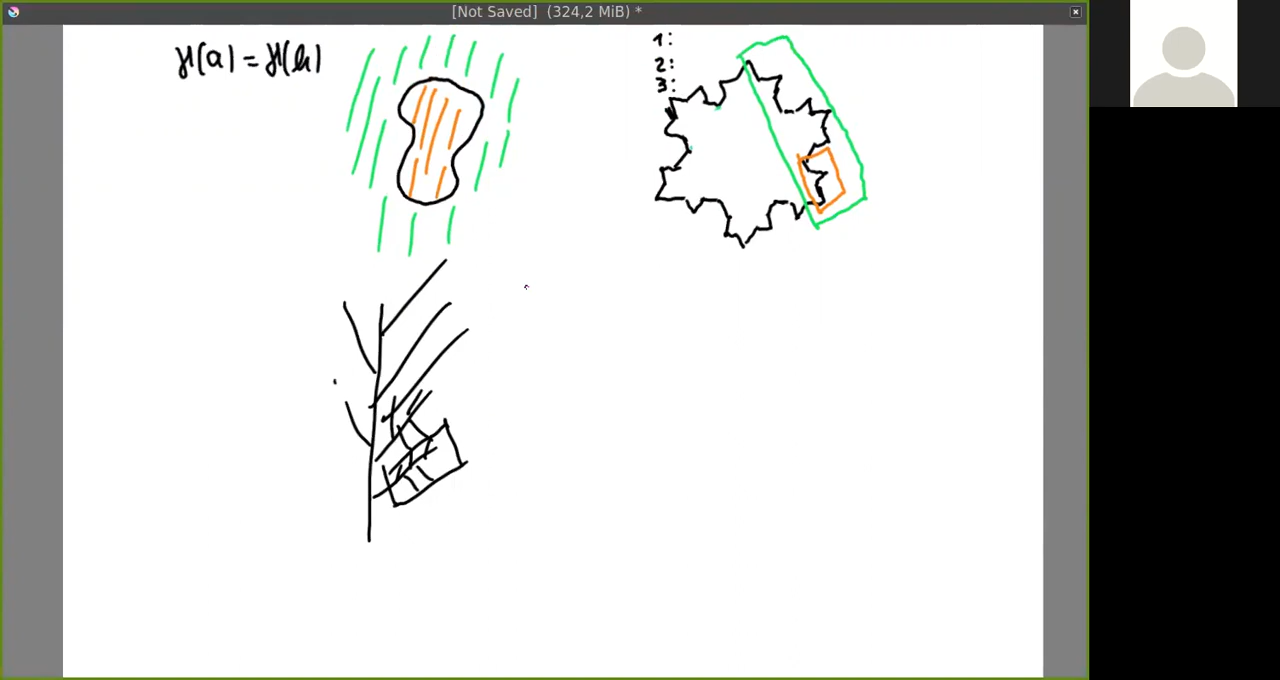 [Not Saved] (324,2 MiB) *
γ(a) = γ(b)
1:
2:
3: